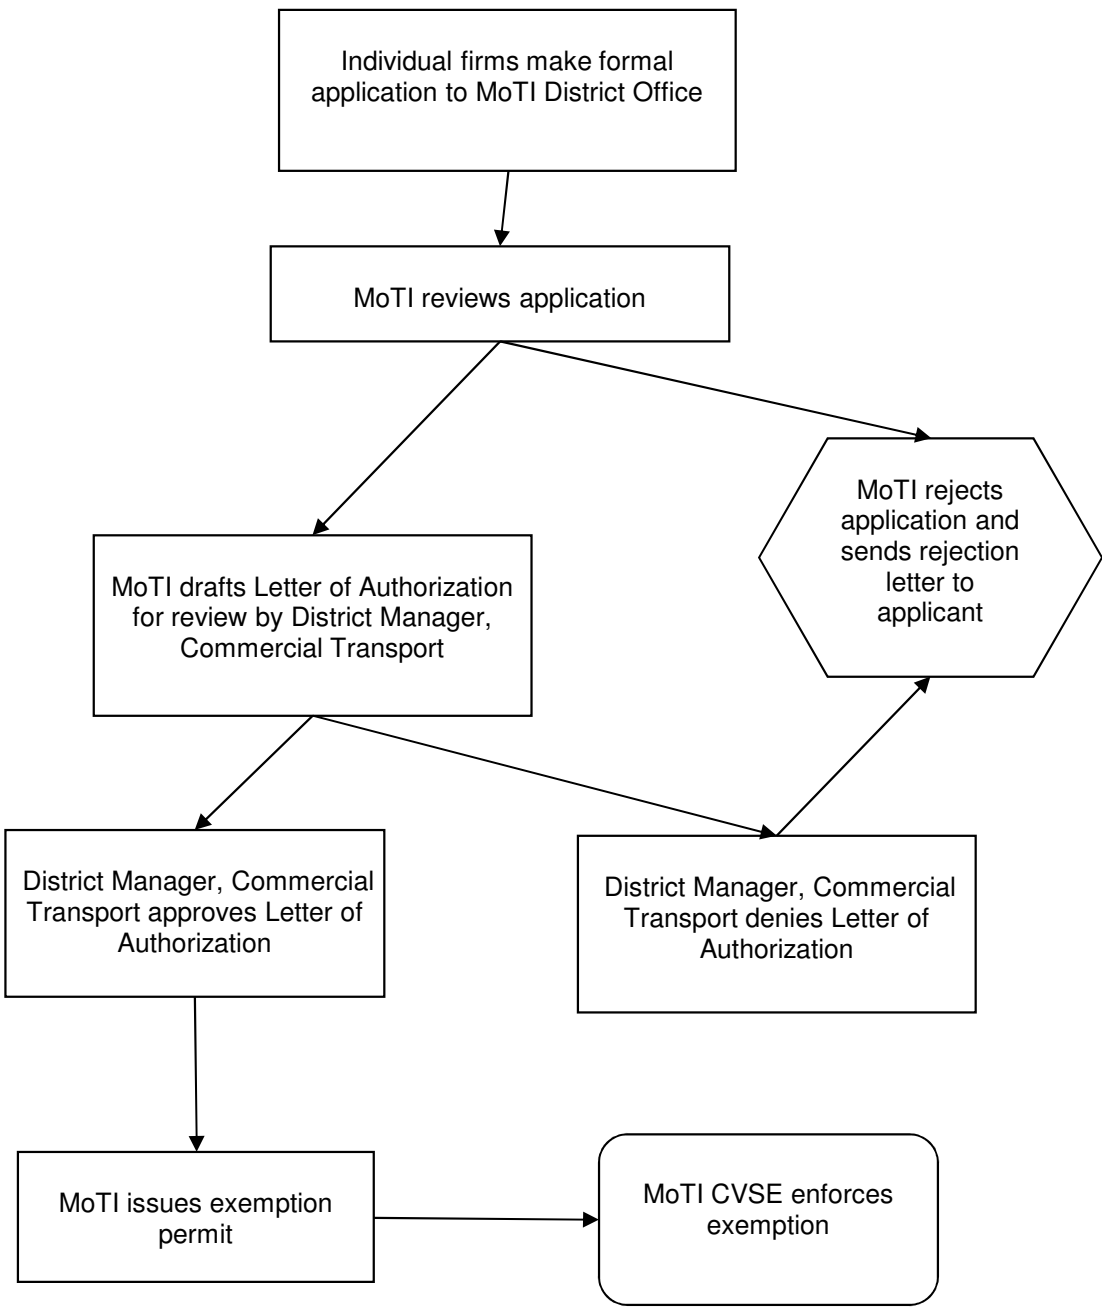 Individual firms make formal
application to MoTI District Office
MoTI reviews application
MoTI rejects
application and
sends rejection
letter to
applicant
MoTI drafts Letter of Authorization
for review by District Manager,
Commercial Transport
District Manager, Commercial
Transport approves Letter of
Authorization
District Manager, Commercial
Transport denies Letter of
Authorization
MoTI issues exemption
permit
MoTI CVSE enforces
exemption